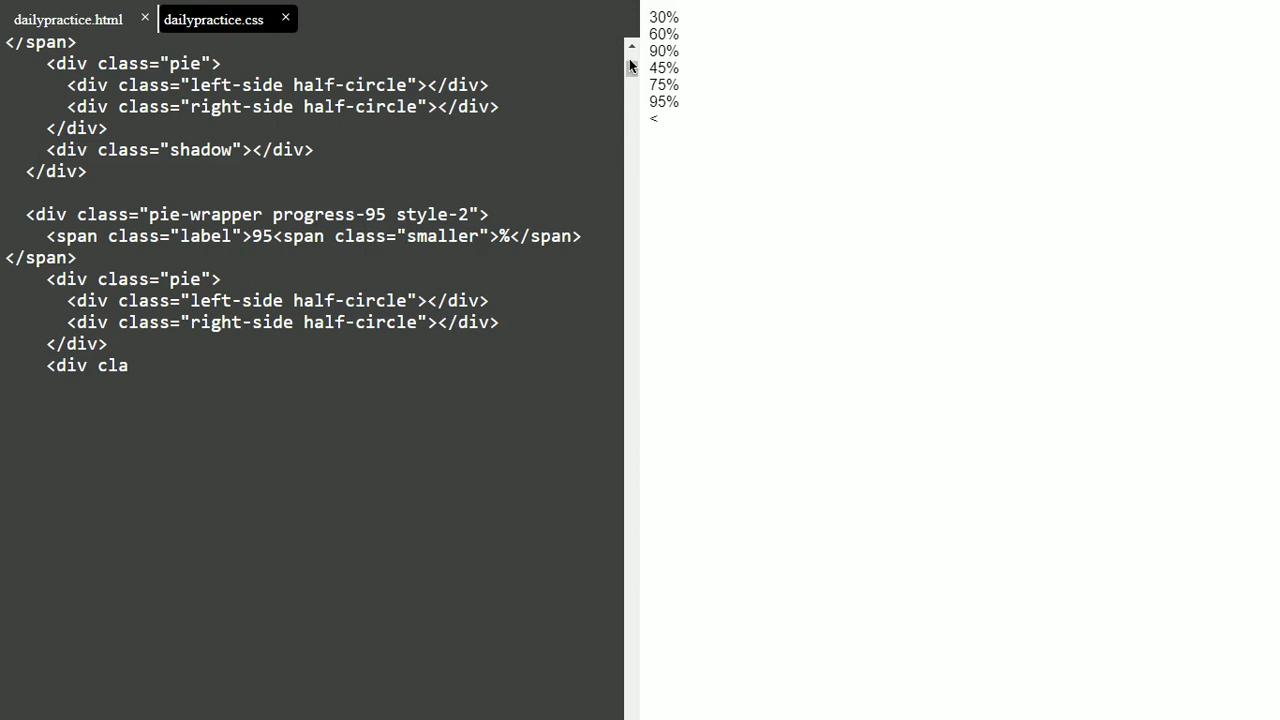 dailypractice.html × dailypractice.css ×
</span>
<div class="pie">
<div class="left-side half-circle"></div>
<div class="right-side half-circle"></div>
</div>
<div class="shadow"></div>
</div>
<div class="pie-wrapper progress-95 style-2">
<span class="label">95<span class="smaller">%</span>
</span>
<div class="pie">
<div class="left-side half-circle"></div>
<div class="right-side half-circle"></div>
</div>
<div cla
30%
60%
90%
45%
75%
95%
<